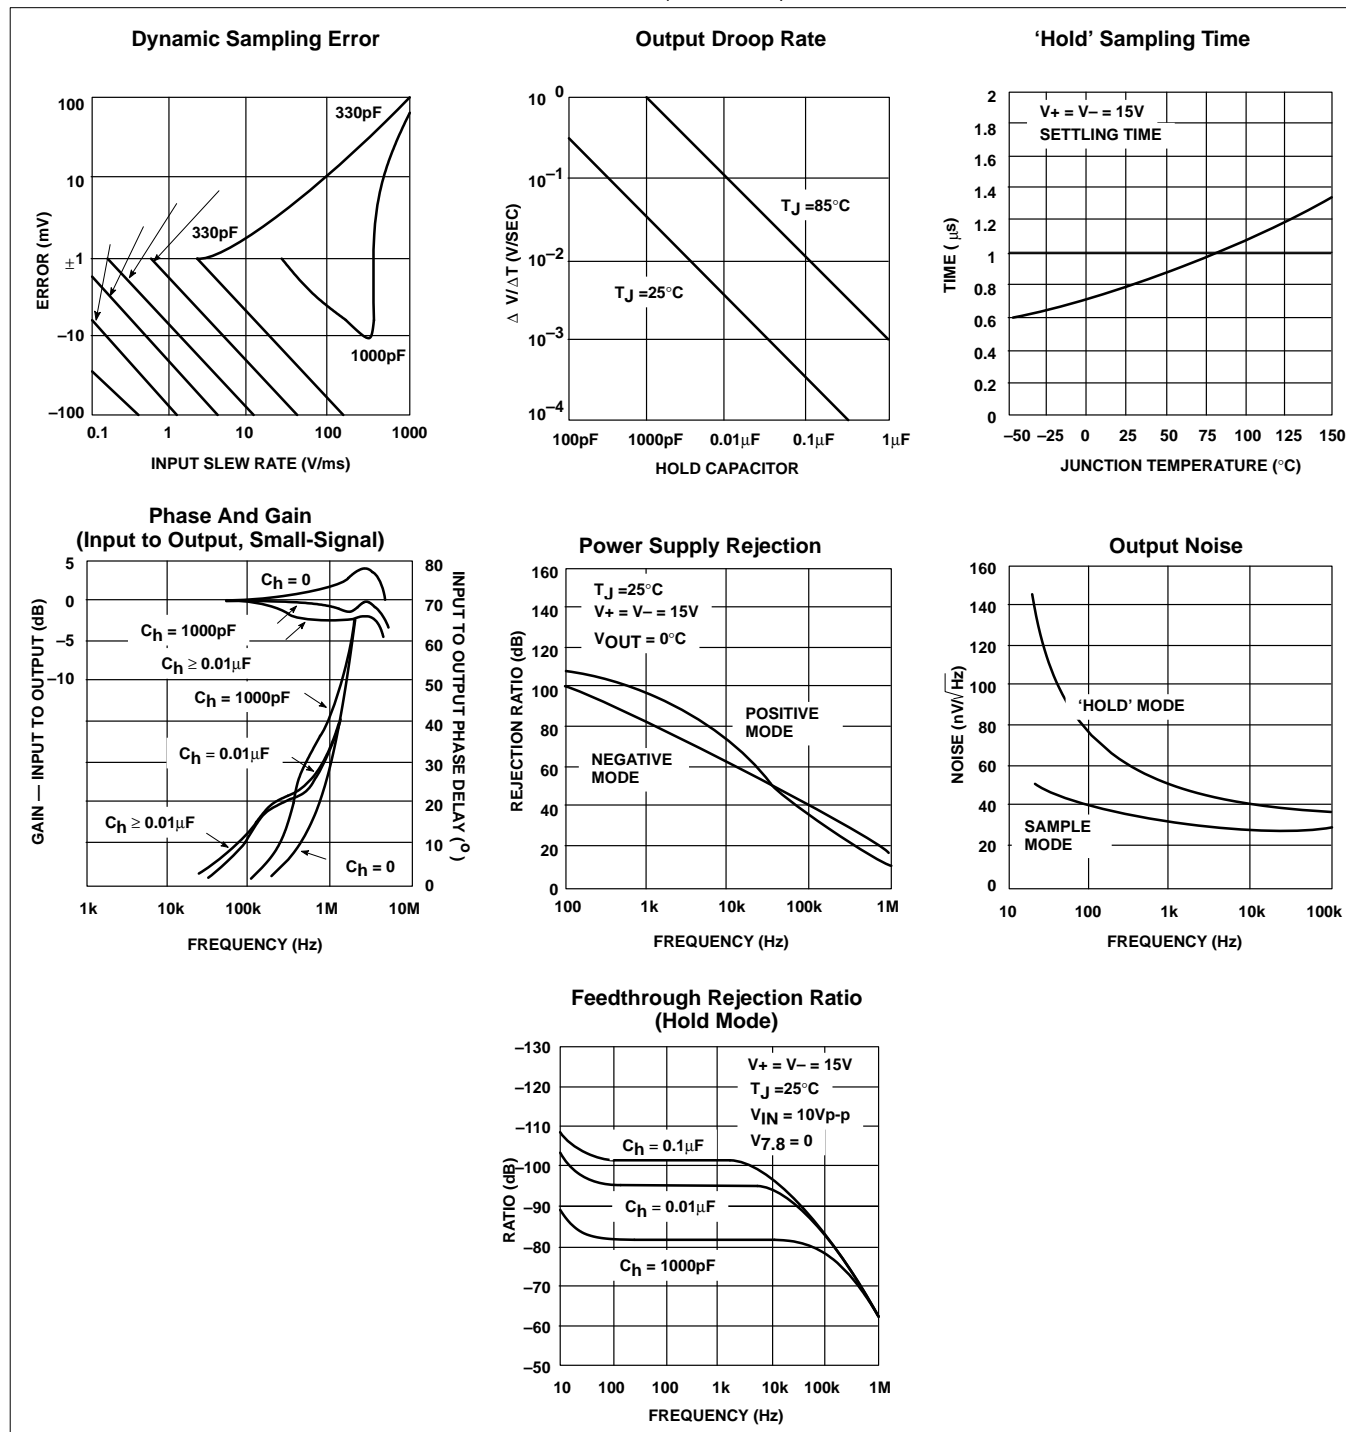 Dynamic Sampling Error
100
10
±1
–10
–100
ERROR (mV)
330pF
330pF
1000pF
0.1 1 10 100 1000
INPUT SLEW RATE (V/ms)
Output Droop Rate
10 0
10–1
10–2
10–3
10–4
Δ V/ΔT (V/SEC)
TJ =85°C
TJ =25°C
100pF 1000pF 0.01μF 0.1μF 1μF
HOLD CAPACITOR
‘Hold’ Sampling Time
2
1.8
1.6
1.4
1.2
1
0.8
0.6
0.4
0.2
0
TIME ( μs)
V+ = V– = 15V
SETTLING TIME
–50 –25 0 25 50 75 100 125 150
JUNCTION TEMPERATURE (°C)
Phase And Gain
(Input to Output, Small-Signal)
5
0
–5
–10
GAIN — INPUT TO OUTPUT (dB)
Ch = 0
Ch = 1000pF
Ch ≥ 0.01μF
Ch = 1000pF
Ch = 0.01μF
Ch ≥ 0.01μF
Ch = 0
80
70
60
50
40
30
20
10
0
INPUT TO OUTPUT PHASE DELAY (°)
1k 10k 100k 1M 10M
FREQUENCY (Hz)
Power Supply Rejection
160
140
120
100
80
60
40
20
0
REJECTION RATIO (dB)
TJ =25°C
V+ = V– = 15V
VOUT = 0°C
POSITIVE
MODE
NEGATIVE
MODE
100 1k 10k 100k 1M
FREQUENCY (Hz)
Output Noise
160
140
120
100
80
60
40
20
0
NOISE (nV/√Hz)
‘HOLD’ MODE
SAMPLE
MODE
10 100 1k 10k 100k
FREQUENCY (Hz)
Feedthrough Rejection Ratio
(Hold Mode)
–130
–120
–110
–100
–90
–80
–70
–60
–50
RATIO (dB)
V+ = V– = 15V
TJ =25°C
VIN = 10Vp-p
V7.8 = 0
Ch = 0.1μF
Ch = 0.01μF
Ch = 1000pF
10 100 1k 10k 100k 1M
FREQUENCY (Hz)